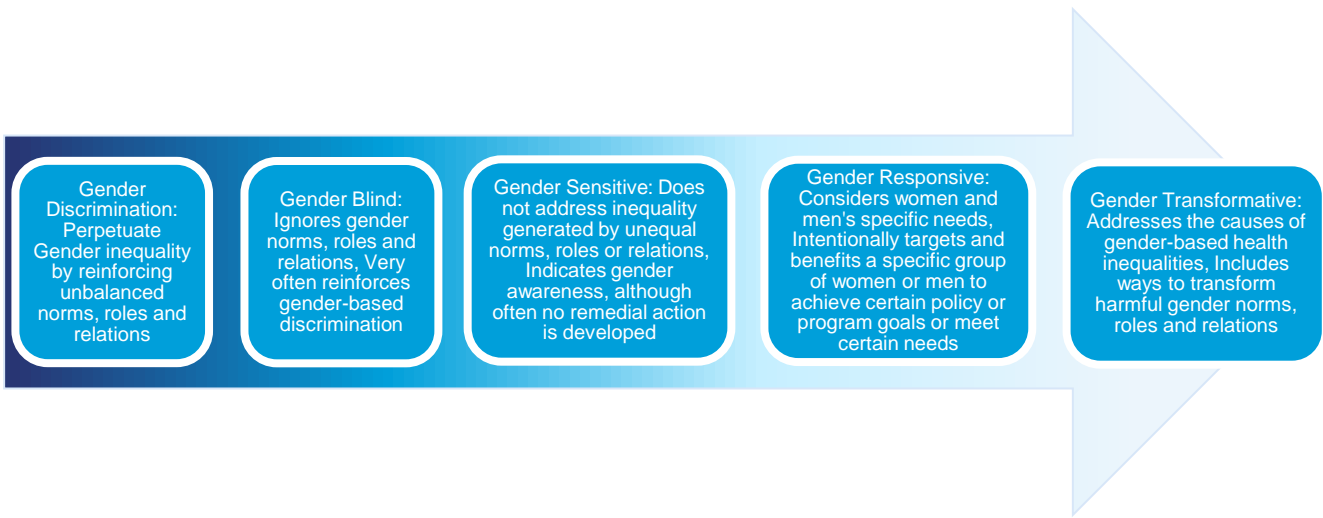 Gender
Discrimination:
Perpetuate
Gender inequality
by reinforcing
unbalanced
norms, roles and
relations
Gender Blind:
Ignores gender
norms, roles and
relations, Very
often reinforces
gender-based
discrimination
Gender Sensitive: Does
not address inequality
generated by unequal
norms, roles or relations,
Indicates gender
awareness, although
often no remedial action
is developed
Gender Responsive:
Considers women and
men's specific needs,
Intentionally targets and
benefits a specific group
of women or men to
achieve certain policy or
program goals or meet
certain needs
Gender Transformative:
Addresses the causes of
gender-based health
inequalities, Includes
ways to transform
harmful gender norms,
roles and relations